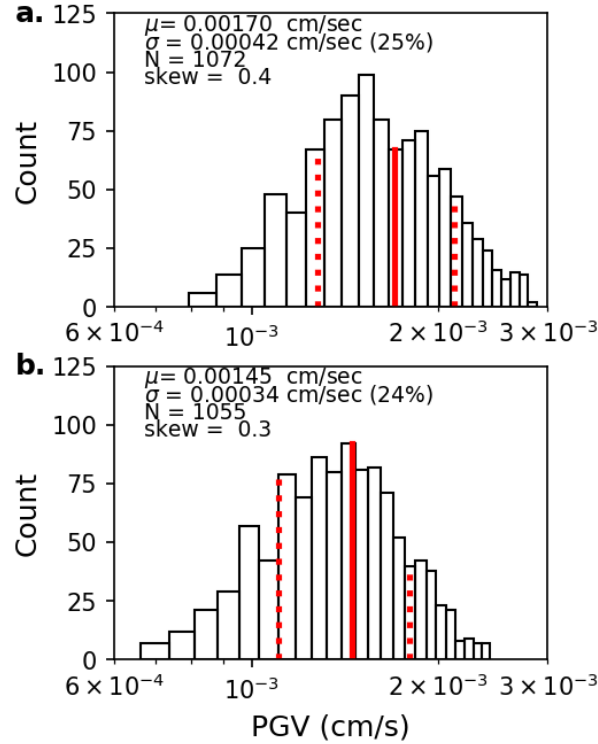 a.
μ= 0.00170 cm/sec
σ = 0.00042 cm/sec (25%)
N = 1072
skew = 0.4
125
100
75
50
25
0
Count
6 × 10⁻⁴
10⁻³
2 × 10⁻³
3 × 10⁻³
b.
μ= 0.00145 cm/sec
σ = 0.00034 cm/sec (24%)
N = 1055
skew = 0.3
125
100
75
50
25
0
Count
6 × 10⁻⁴
10⁻³
2 × 10⁻³
3 × 10⁻³
PGV (cm/s)